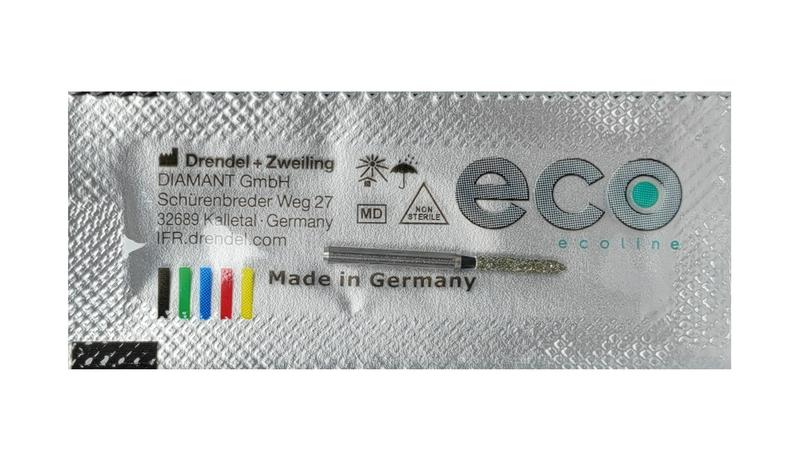 Drendel + Zweiling
DIAMANT GmbH
Schürenbreder Weg 27
32689 Kalletal · Germany
IFR.drendel.com
MD
NON
STERILE
eco
ecoline
Made in Germany